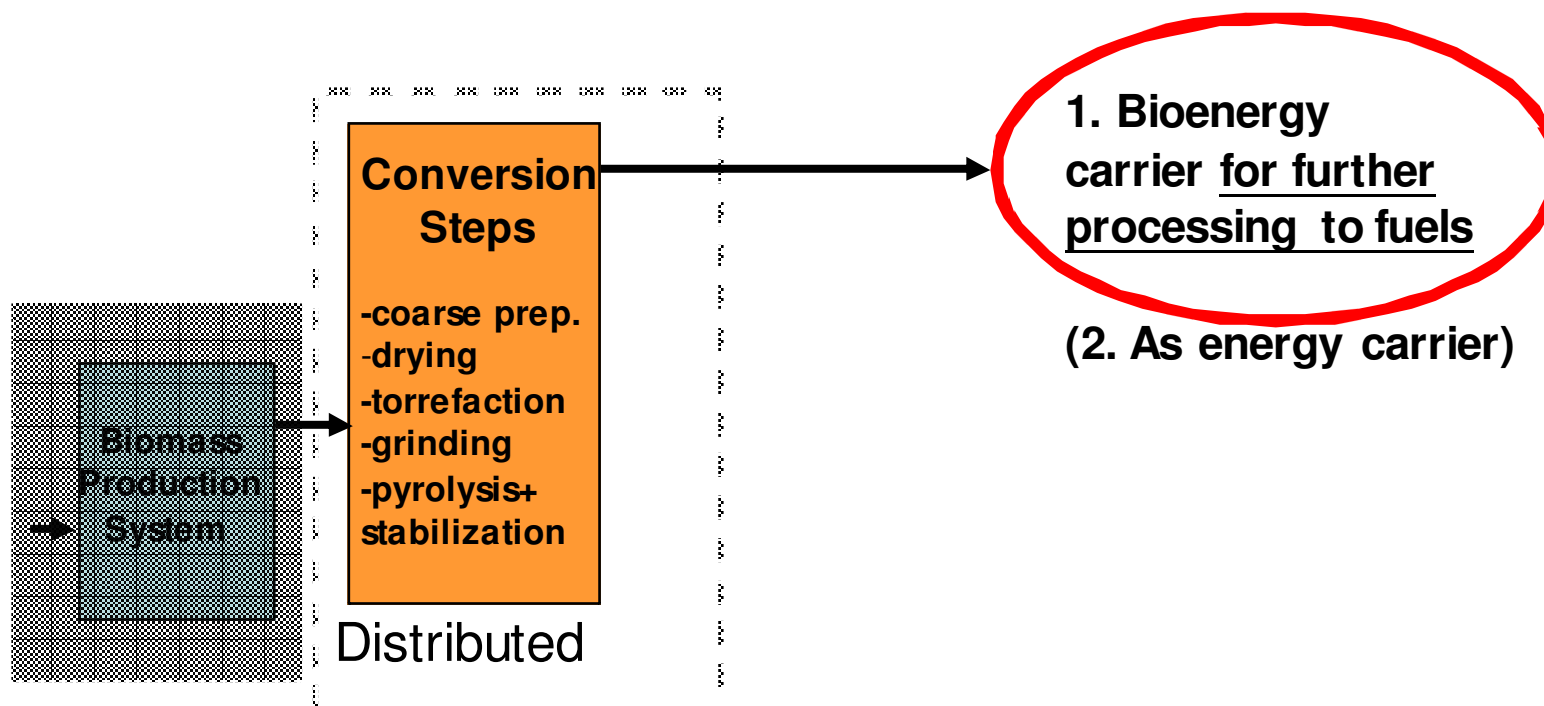 Biomass
Production
System
Conversion
Steps
-coarse prep.
-drying
-torrefaction
-grinding
-pyrolysis+
stabilization
Distributed
1. Bioenergy
carrier for further
processing to fuels
(2. As energy carrier)